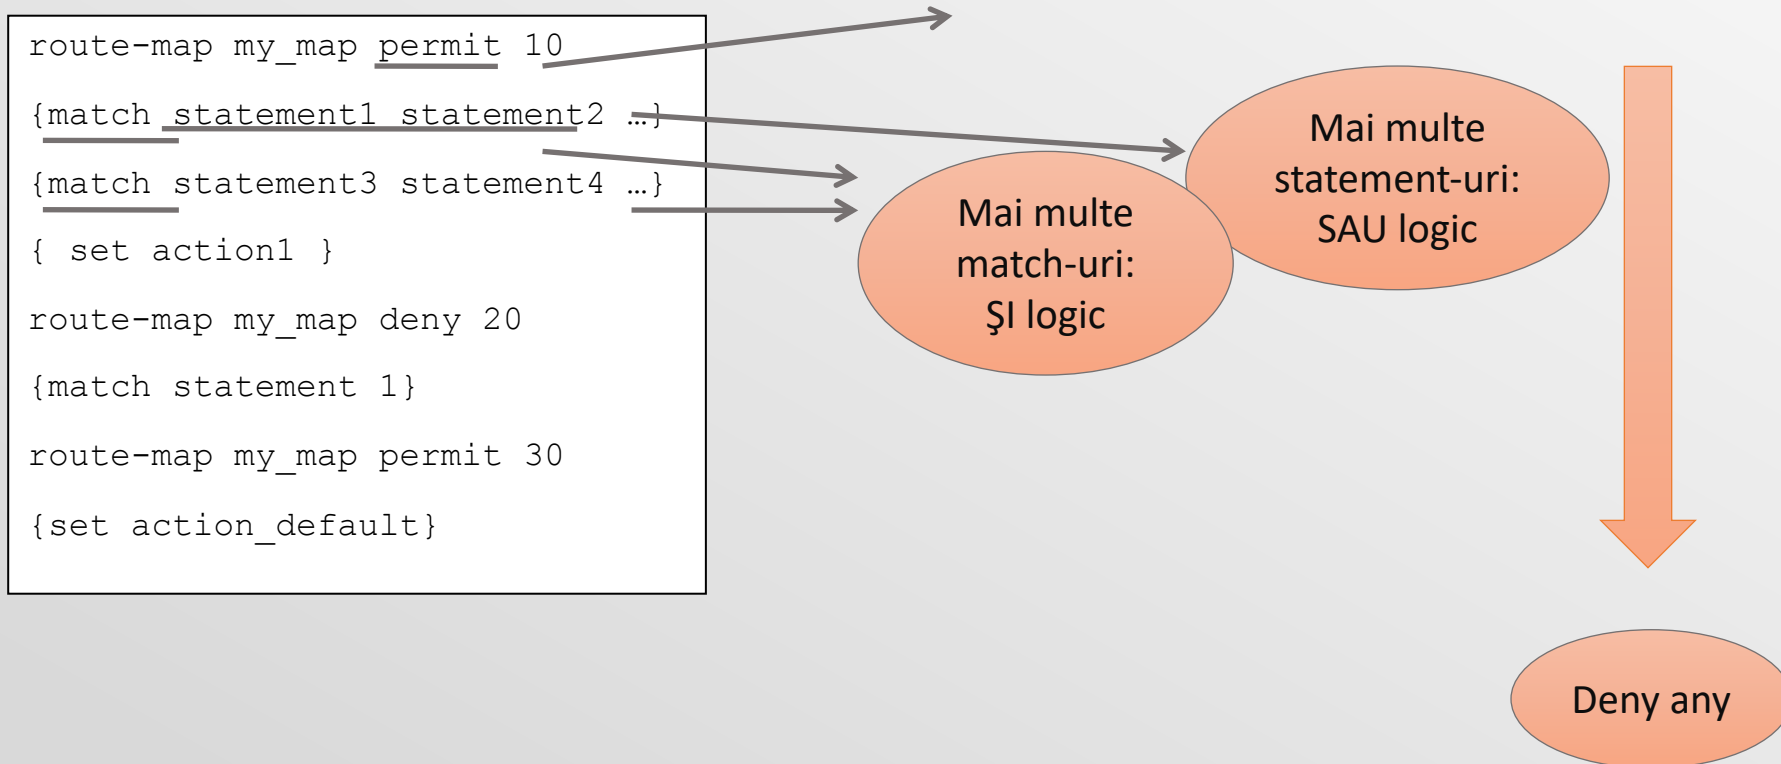 route-map my_map permit 10
{match statement1 statement2 …}
{match statement3 statement4 …}
{ set action1 }
route-map my_map deny 20
{match statement 1}
route-map my_map permit 30
{set action_default}
Mai multe
match-uri:
ŞI logic
Mai multe
statement-uri:
SAU logic
Deny any